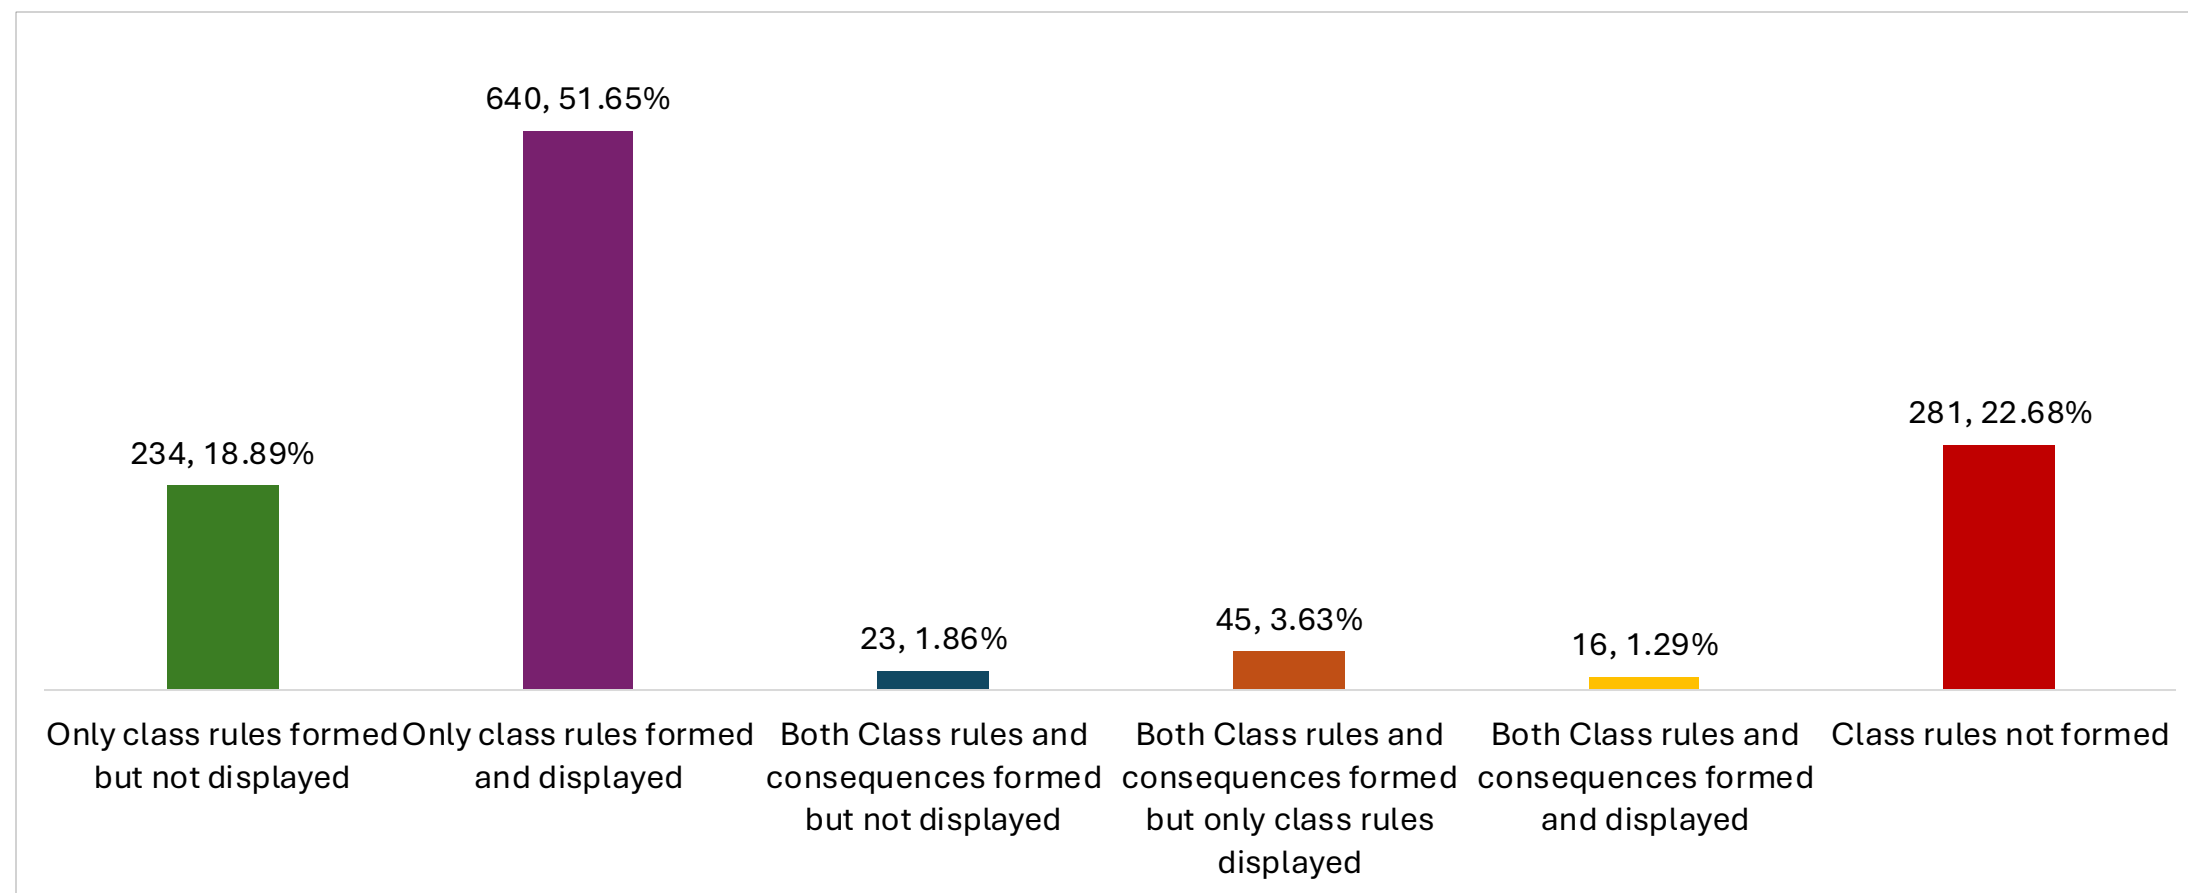 640, 51.65%
281, 22.68%
234, 18.89%
45, 3.63%
23, 1.86%
16, 1.29%
Only class rules formed
but not displayed
Only class rules formed
and displayed
Both Class rules and
consequences formed
but not displayed
Both Class rules and
consequences formed
but only class rules
displayed
Both Class rules and
consequences formed
and displayed
Class rules not formed